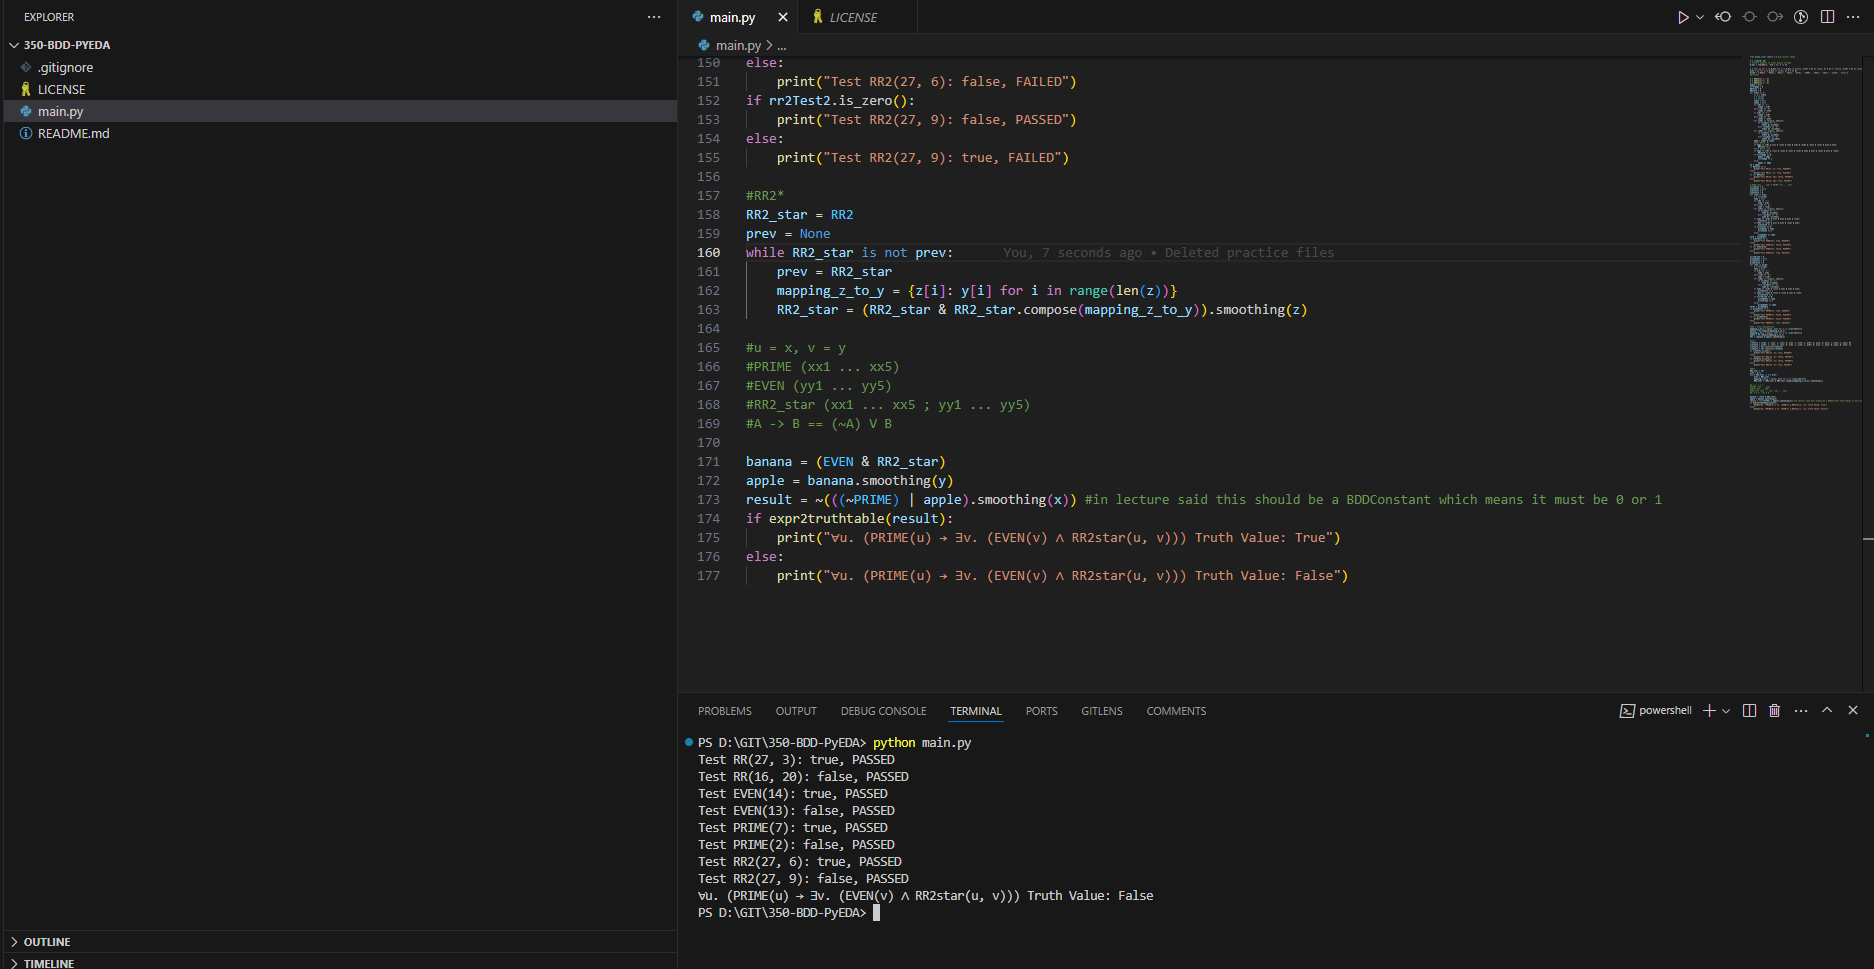 EXPLORER
350-BDD-PYEDA
.gitignore
LICENSE
main.py
README.md
OUTLINE
TIMELINE
main.py
LICENSE
main.py > ...
150 else:
151 print("Test RR2(27, 6): false, FAILED")
152 if rr2Test2.is_zero():
153 print("Test RR2(27, 9): false, PASSED")
154 else:
155 print("Test RR2(27, 9): true, FAILED")
156
157 #RR2*
158 RR2_star = RR2
159 prev = None
160 while RR2_star is not prev: You, 7 seconds ago • Deleted practice files
161 prev = RR2_star
162 mapping_z_to_y = {z[i]: y[i] for i in range(len(z))}
163 RR2_star = (RR2_star & RR2_star.compose(mapping_z_to_y)).smoothing(z)
164
165 #u = x, v = y
166 #PRIME (xx1 ... xx5)
167 #EVEN (yy1 ... yy5)
168 #RR2_star (xx1 ... xx5 ; yy1 ... yy5)
169 #A -> B == (~A) V B
170
171 banana = (EVEN & RR2_star)
172 apple = banana.smoothing(y)
173 result = ~(((~PRIME) | apple).smoothing(x)) #in lecture said this should be a BDDConstant which means it must be 0 or 1
174 if expr2truthtable(result):
175 print("∀u. (PRIME(u) → ∃v. (EVEN(v) ∧ RR2star(u, v))) Truth Value: True")
176 else:
177 print("∀u. (PRIME(u) → ∃v. (EVEN(v) ∧ RR2star(u, v))) Truth Value: False")
PROBLEMS OUTPUT DEBUG CONSOLE TERMINAL PORTS GITLENS COMMENTS
powershell
PS D:\GIT\350-BDD-PyEDA> python main.py
Test RR(27, 3): true, PASSED
Test RR(16, 20): false, PASSED
Test EVEN(14): true, PASSED
Test EVEN(13): false, PASSED
Test PRIME(7): true, PASSED
Test PRIME(2): false, PASSED
Test RR2(27, 6): true, PASSED
Test RR2(27, 9): false, PASSED
∀u. (PRIME(u) → ∃v. (EVEN(v) ∧ RR2star(u, v))) Truth Value: False
PS D:\GIT\350-BDD-PyEDA>